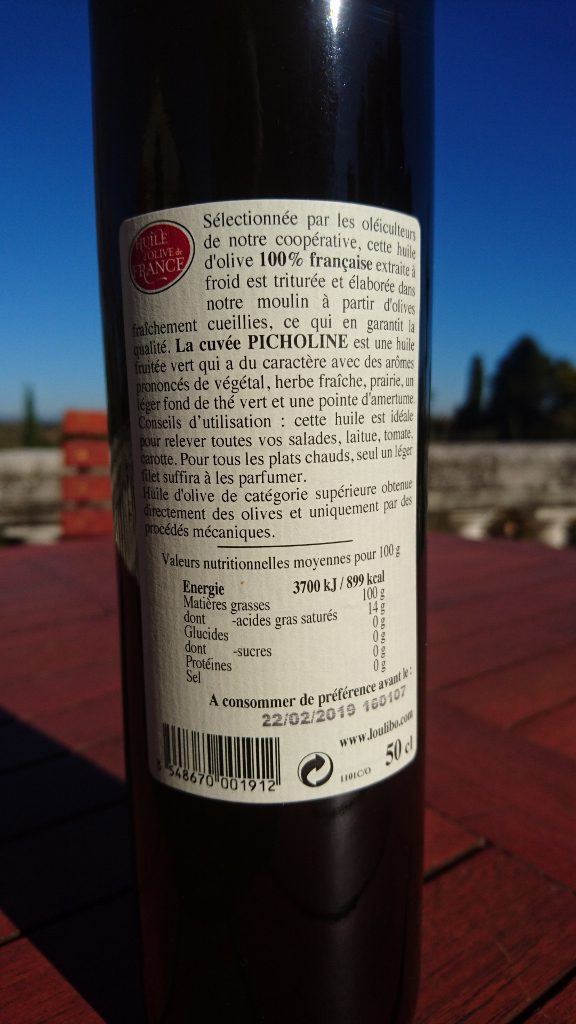 HUILE
D'OLIVE de
FRANCE
Sélectionnée par les oléiculteurs
de notre coopérative, cette huile
d'olive 100% française extraite à
froid est triturée et élaborée dans
notre moulin à partir d'olives
fraîchement cueillies, ce qui en garantit la
qualité. La cuvée PICHOLINE est une huile
fruitée vert qui a du caractère avec des arômes
prononcés de végétal, herbe fraîche, prairie, un
léger fond de thé vert et une pointe d'amertume.
Conseils d'utilisation : cette huile est idéale
pour relever toutes vos salades, laitue, tomate,
carotte. Pour tous les plats chauds, seul un léger
filet suffira à les parfumer.
Huile d'olive de catégorie supérieure obtenue
directement des olives et uniquement par des
procédés mécaniques.
Valeurs nutritionnelles moyennes pour 100 g
Energie 3700 kJ / 899 kcal
Matières grasses 100 g
dont -acides gras saturés 14 g
Glucides 0 g
dont -sucres 0 g
Protéines 0 g
Sel 0 g
A consommer de préférence avant le :
22/02/2019 160107
www.loulibo.com
50 cl
1101C/O
3 548670 001912